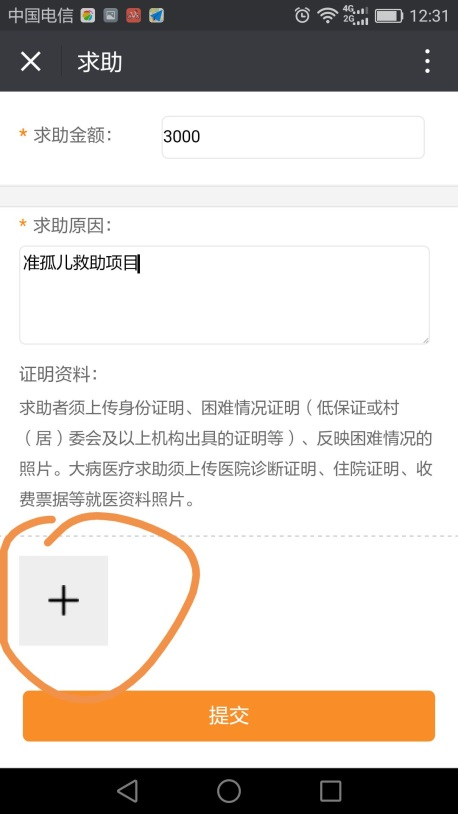 中国电信 4G 2G 12:31
求助
* 求助金额： 3000
* 求助原因：
准孤儿救助项目
证明资料：
求助者须上传身份证明、困难情况证明（低保证或村
（居）委会及以上机构出具的证明等）、反映困难情况的
照片。大病医疗求助须上传医院诊断证明、住院证明、收
费票据等就医资料照片。
提交